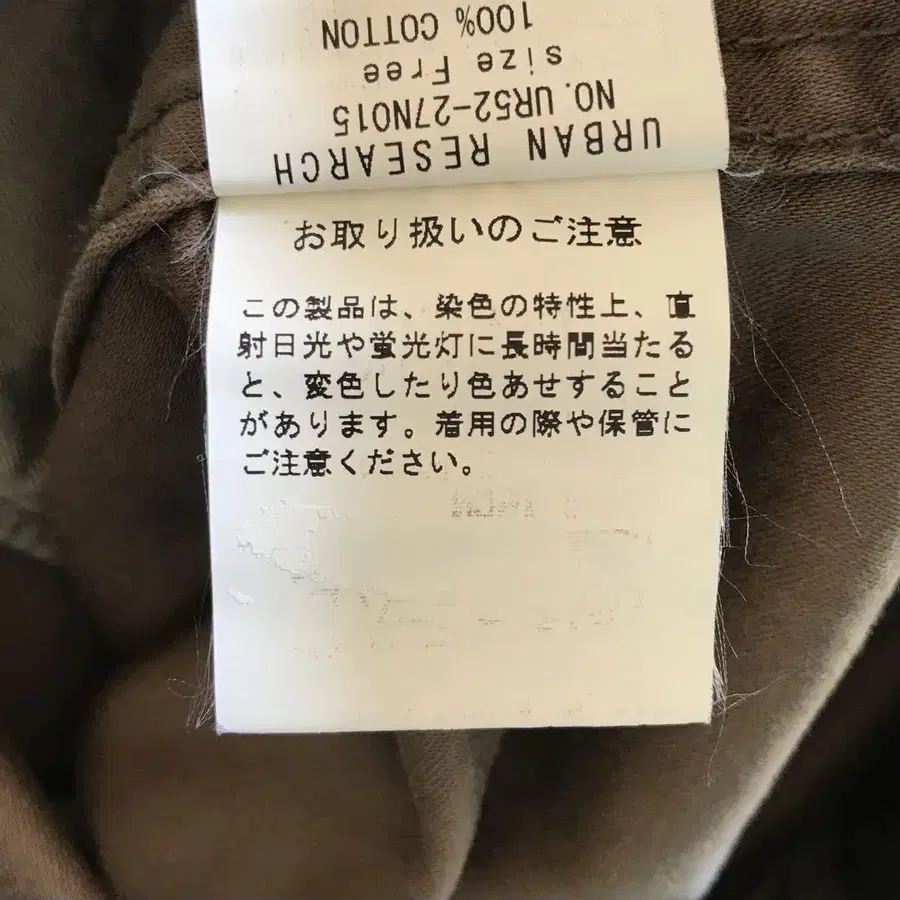 URBAN RESEARCH
NO. UR52-27N015
size Free
100% COTTON
お取り扱いのご注意
この製品は、染色の特性上、直
射日光や蛍光灯に長時間当たる
と、変色したり色あせすること
があります。着用の際や保管に
ご注意ください。